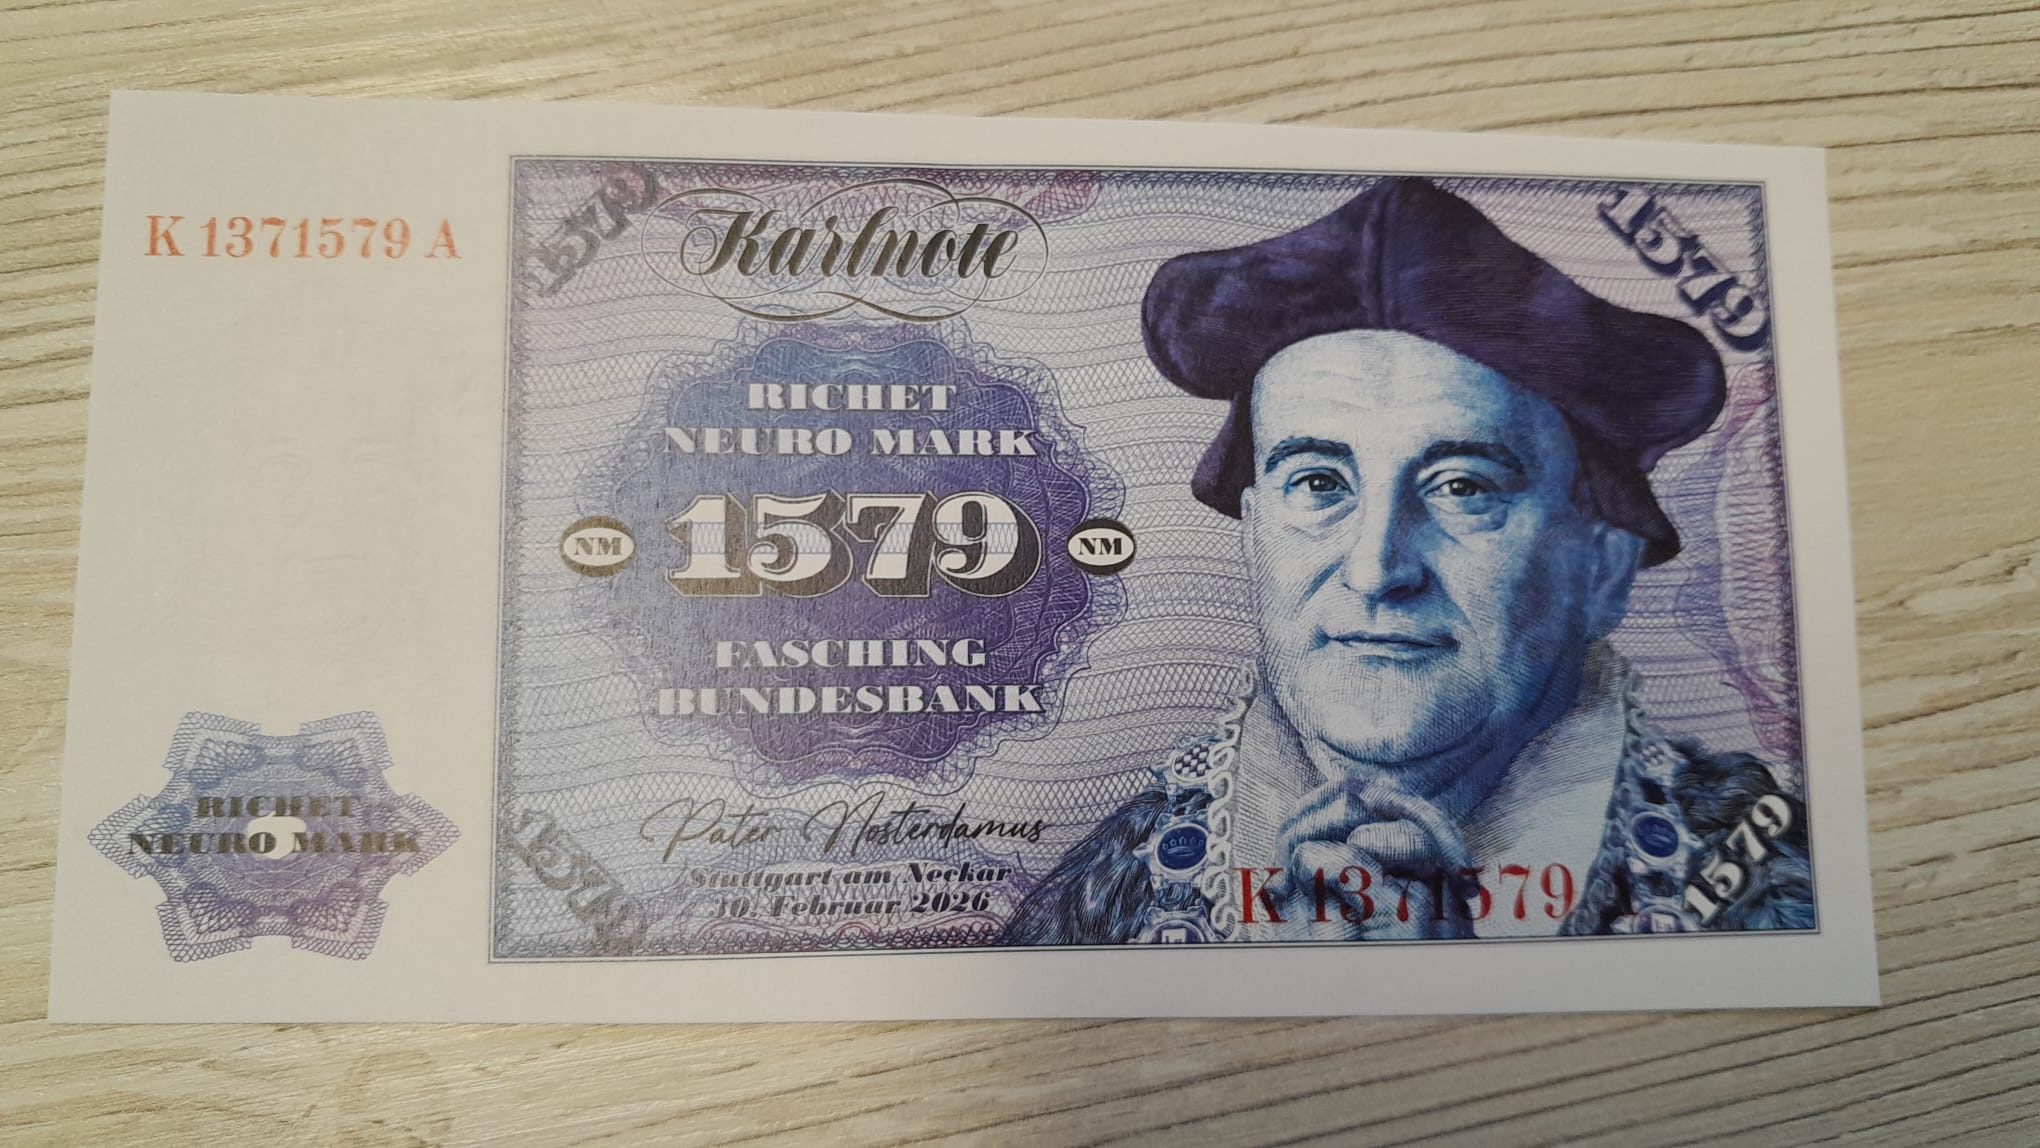 K 1371579 A
1579
Karlnote
1579
RICHET
NEURO MARK
NM 1579 NM
FASCHING
BUNDESBANK
Pater Nosterdamus
Stuttgart am Neckar
30. Februar 2026
1579
K 1371579 A
1579
RICHET
NEURO MARK